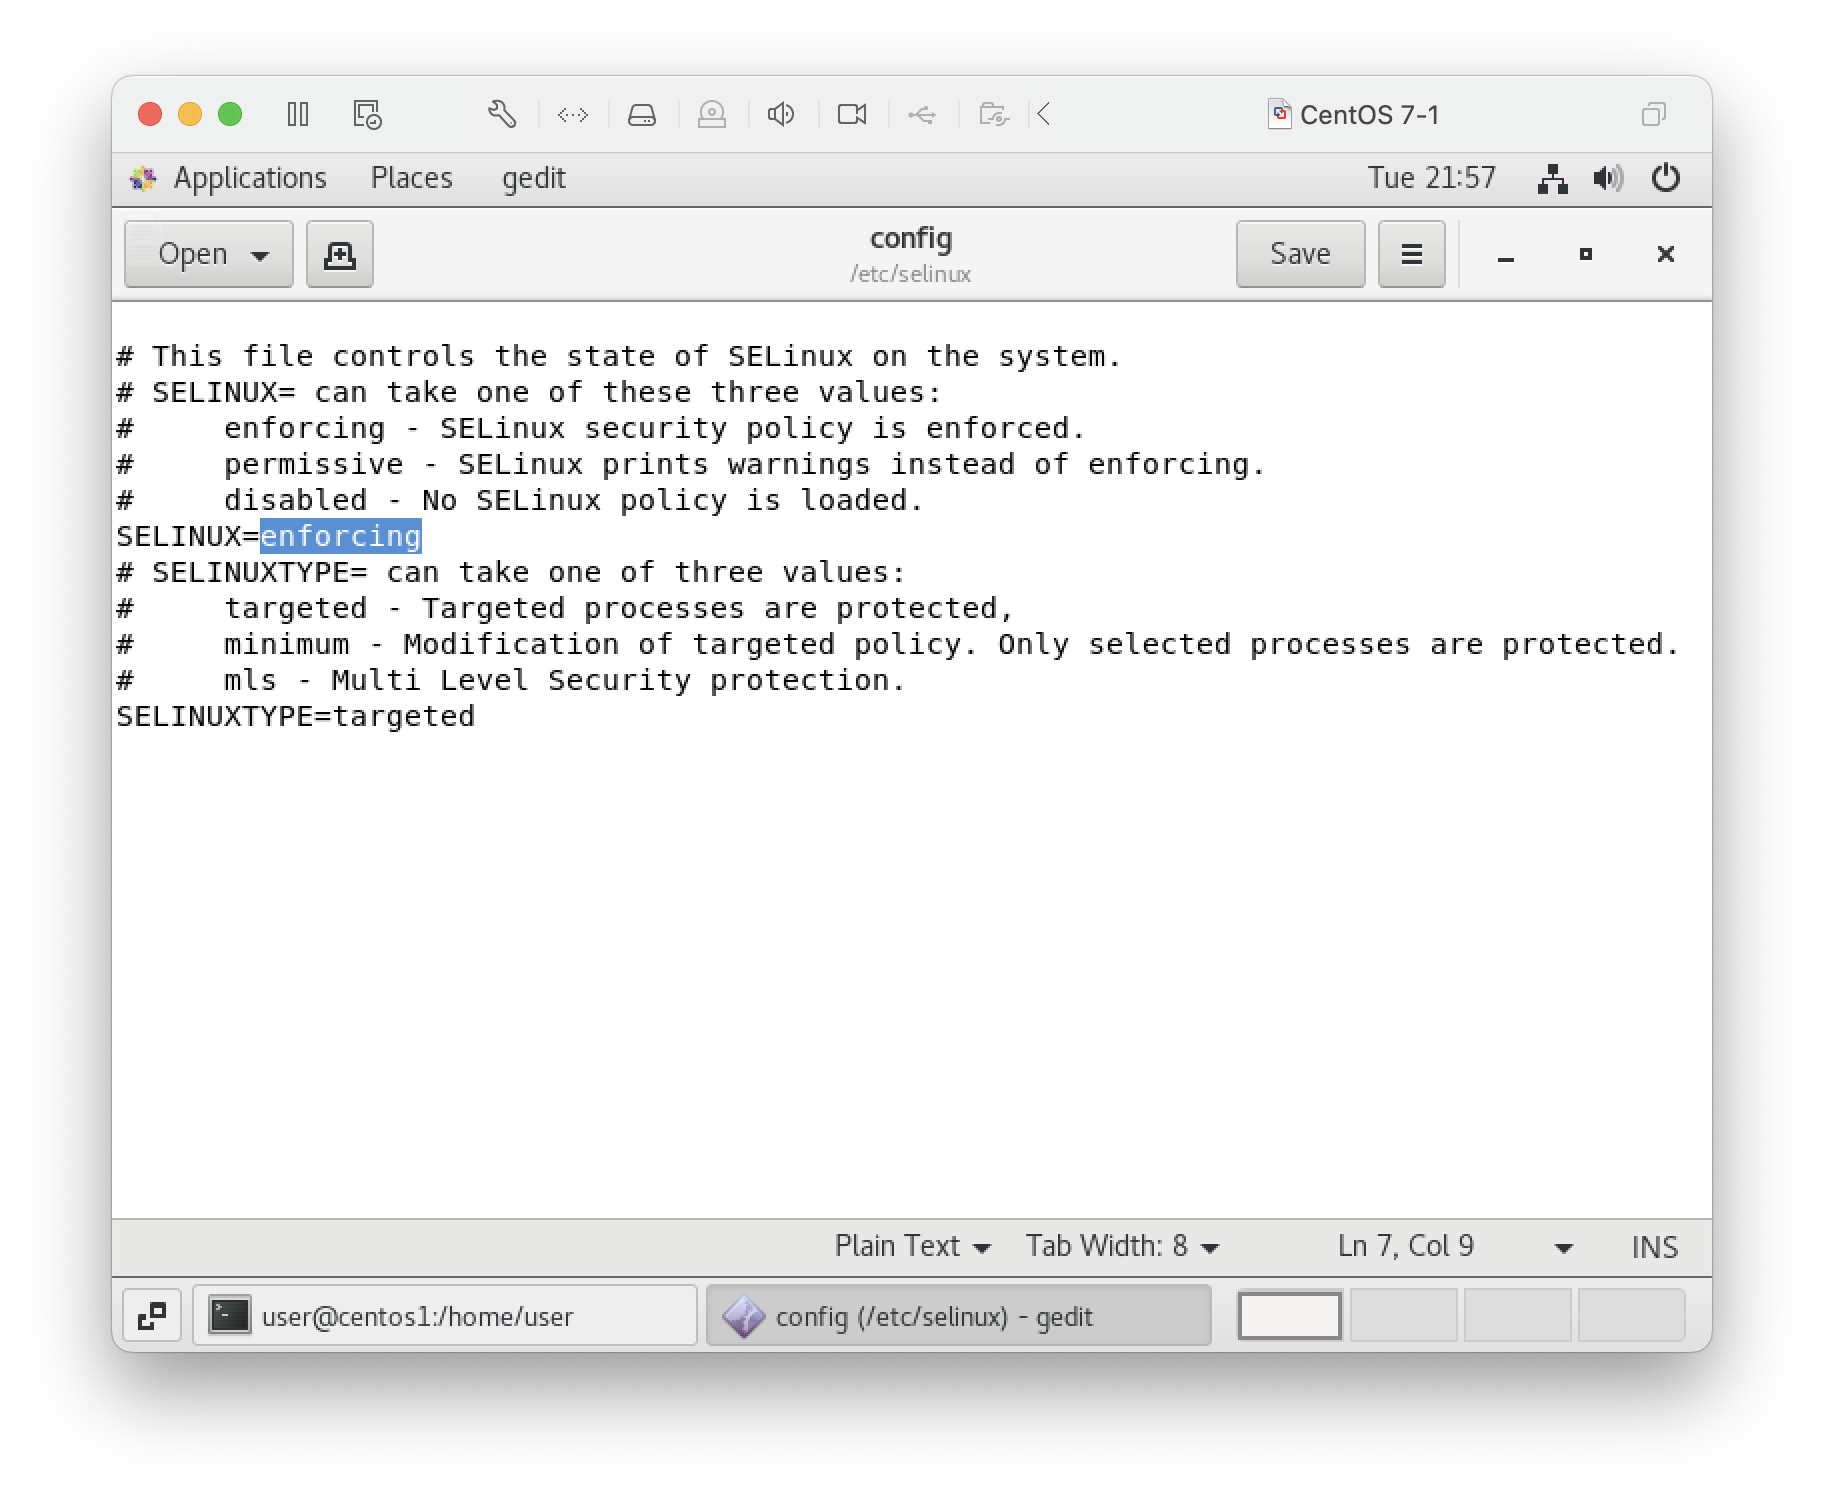 CentOS 7-1
Applications Places gedit Tue 21:57
Open config Save
/etc/selinux
# This file controls the state of SELinux on the system.
# SELINUX= can take one of these three values:
#     enforcing - SELinux security policy is enforced.
#     permissive - SELinux prints warnings instead of enforcing.
#     disabled - No SELinux policy is loaded.
SELINUX=enforcing
# SELINUXTYPE= can take one of three values:
#     targeted - Targeted processes are protected,
#     minimum - Modification of targeted policy. Only selected processes are protected.
#     mls - Multi Level Security protection.
SELINUXTYPE=targeted
Plain Text Tab Width: 8 Ln 7, Col 9 INS
user@centos1:/home/user config (/etc/selinux) - gedit